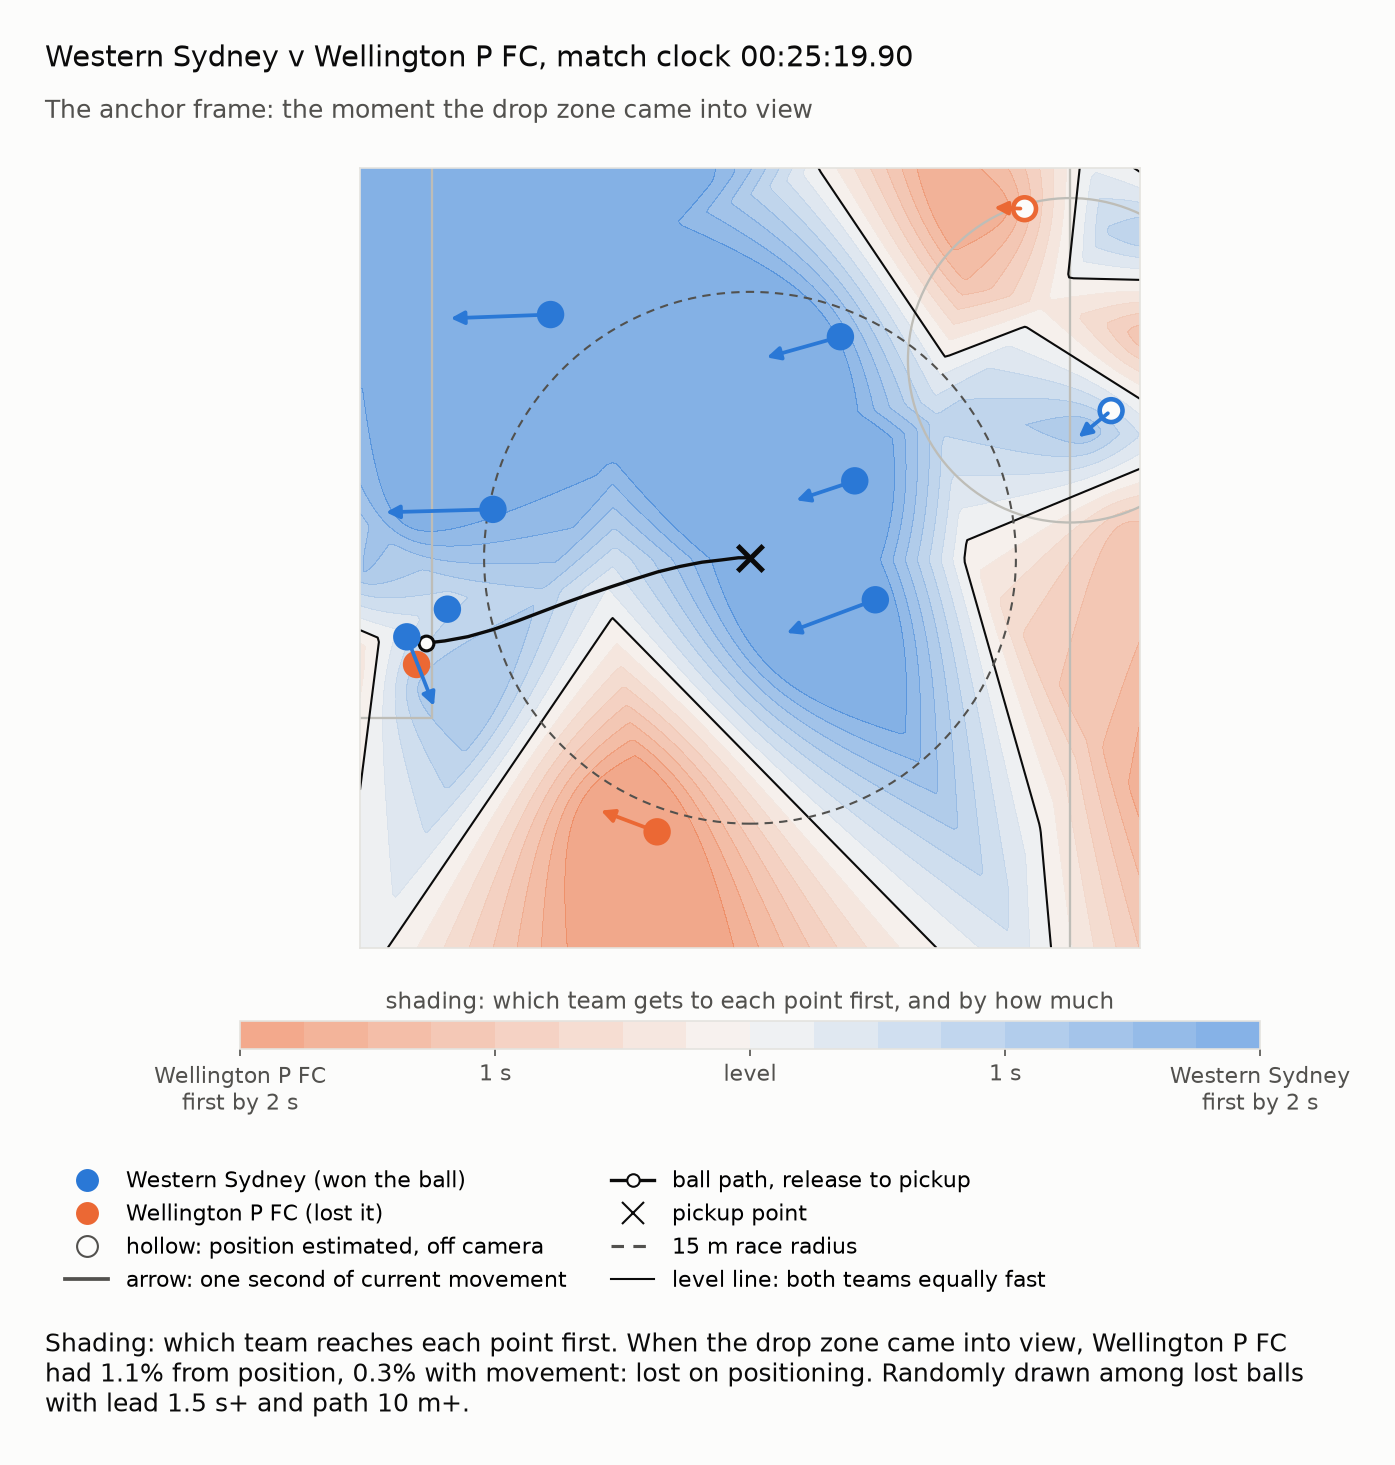 Western Sydney v Wellington P FC, match clock 00:25:19.90
The anchor frame: the moment the drop zone came into view
shading: which team gets to each point first, and by how much
Wellington P FC
first by 2 s
1 s
level
1 s
Western Sydney
first by 2 s
Western Sydney (won the ball)
Wellington P FC (lost it)
hollow: position estimated, off camera
arrow: one second of current movement
ball path, release to pickup
pickup point
15 m race radius
level line: both teams equally fast
Shading: which team reaches each point first. When the drop zone came into view, Wellington P FC
had 1.1% from position, 0.3% with movement: lost on positioning. Randomly drawn among lost balls
with lead 1.5 s+ and path 10 m+.